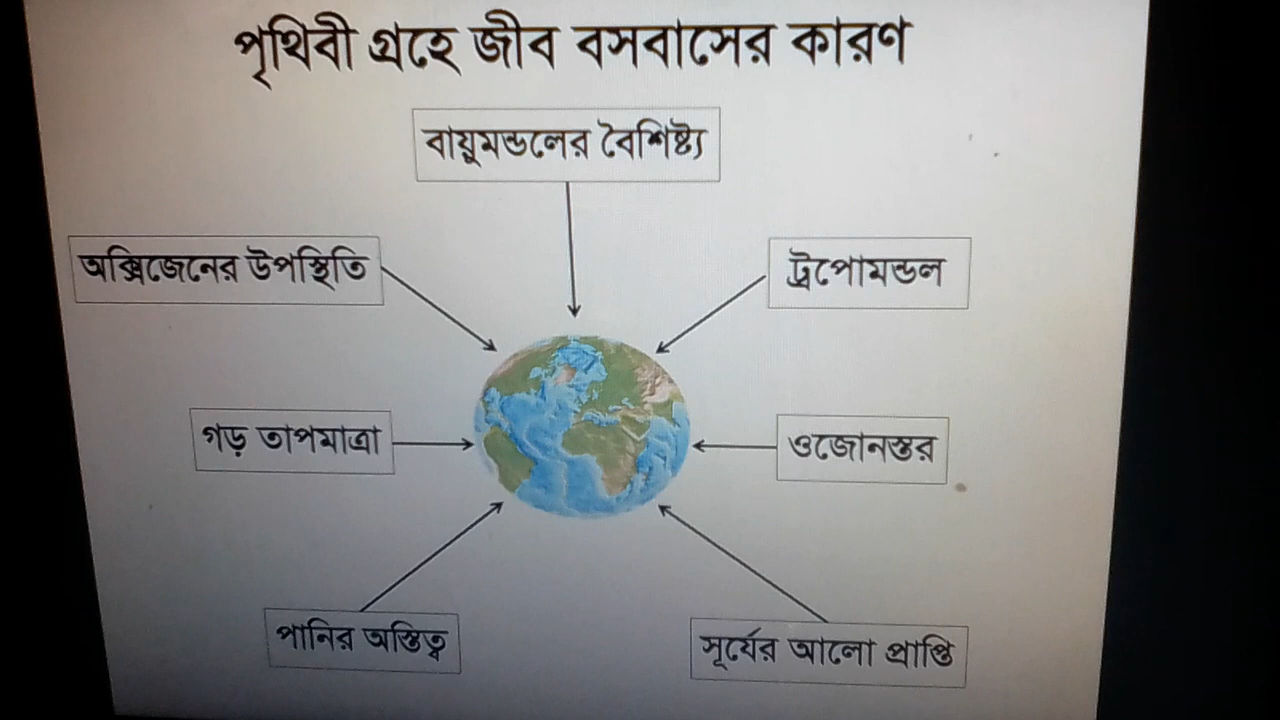 পৃথিবী গ্রহে জীব বসবাসের কারণ
বায়ুমন্ডলের বৈশিষ্ট্য
অক্সিজেনের উপস্থিতি
ট্রপোমন্ডল
গড় তাপমাত্রা
ওজোনস্তর
পানির অস্তিত্ব
সূর্যের আলো প্রাপ্তি